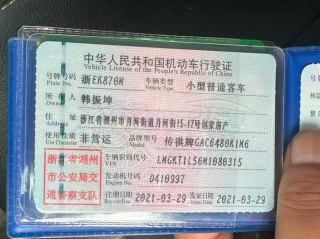 中华人民共和国机动车行驶证
Vehicle License of the People's Republic of China
号牌号码 浙EK870M 车辆类型 小型普通客车
Plate No. Vehicle Type
所有人 韩振坤
Owner
住址 浙江省湖州市月河街道月河街15-17号创家房产
Address
使用性质 非营运 品牌型号 传祺牌GAC6480K1M6
Use Character Model
浙江省湖州市公安局交通警察支队
车辆识别代号 LMGKT1L56M1080315
VIN
发动机号码 D410997
Engine No.
注册日期 2021-03-29 发证日期 2021-03-29
Register Date Issue Date